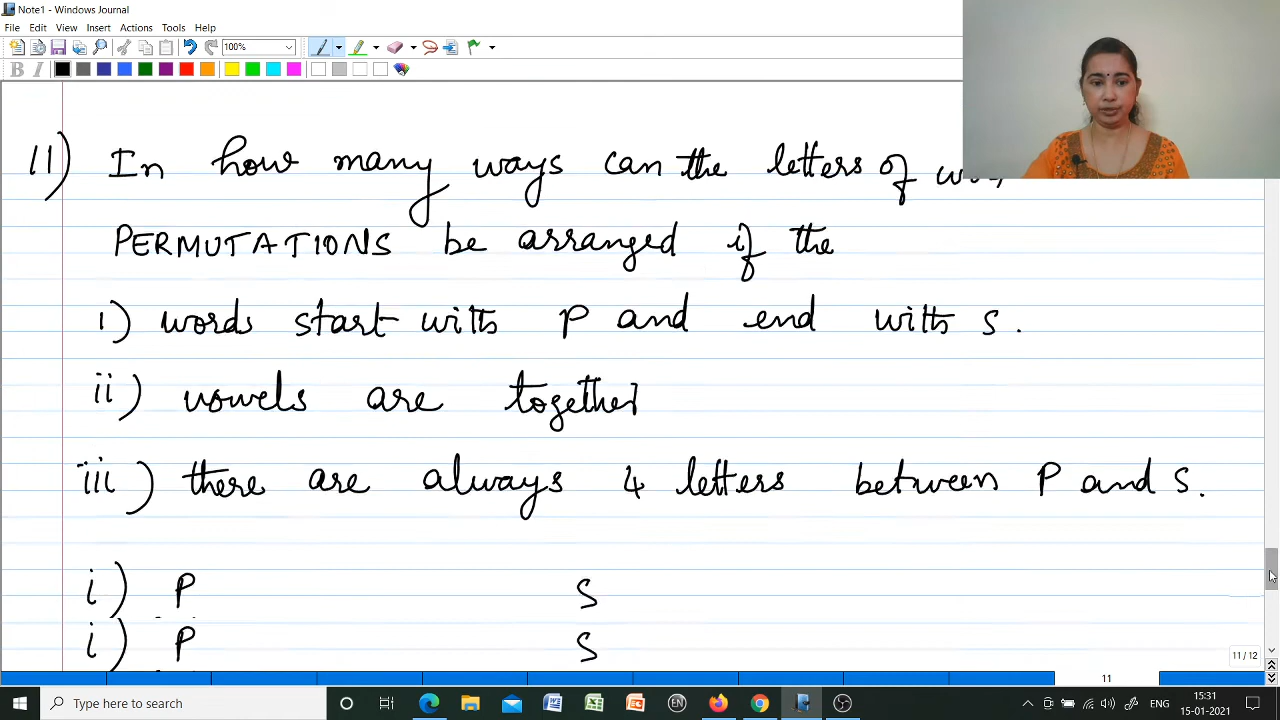 Note1 - Windows Journal
File Edit View Insert Actions Tools Help
100%
B I
11) In how many ways can the letters of
PERMUTATIONS be arranged if the
i) words start with P and end with S.
ii) vowels are together
iii) there are always 4 letters between P and S.
i) P S
i) P S
11 / 12
11
Type here to search
EN
ENG
15:31
15-01-2021